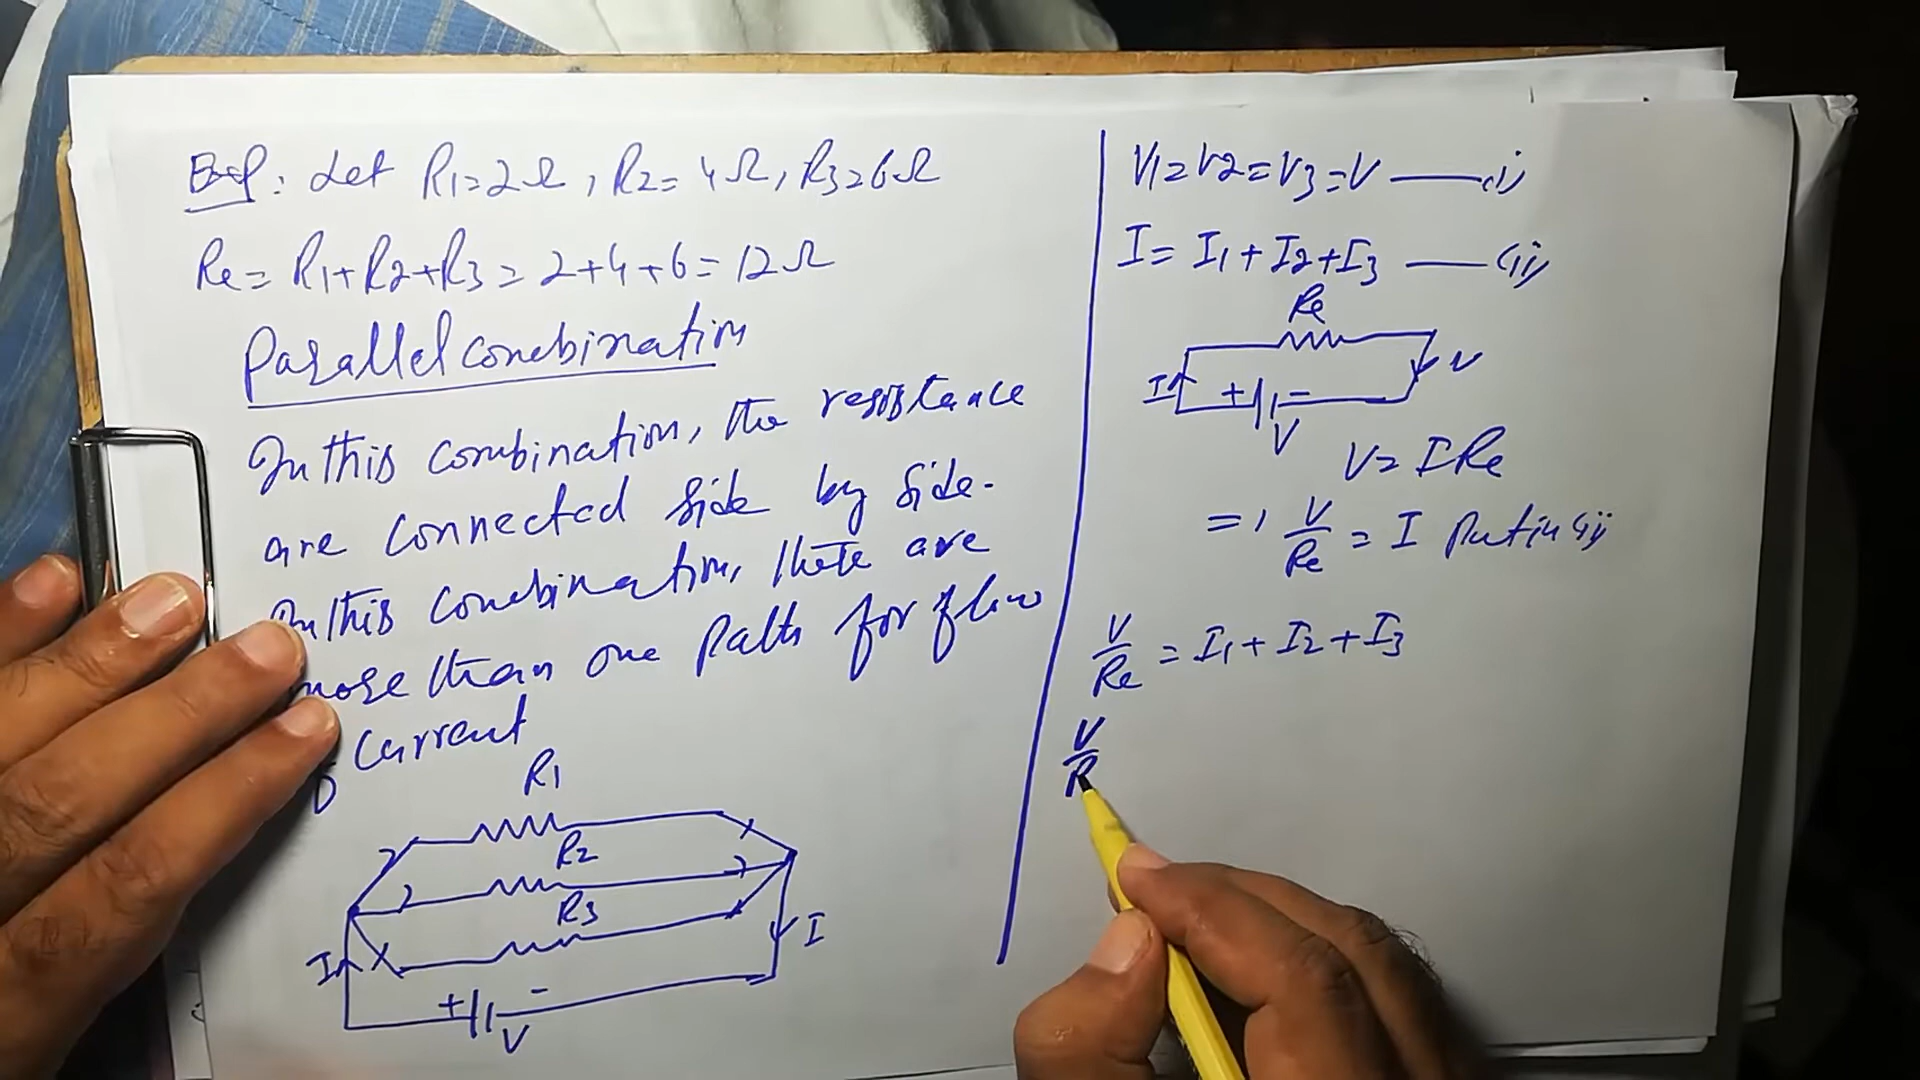 Exp: Let R1=2Ω, R2=4Ω, R3=6Ω
Re= R1+R2+R3=2+4+6=12Ω
Parallel combination
In this combination, the resistance
are connected side by side.
In this combination, there are
more than one Path for flow
of current
R1
R2
R3
I
I
+ -
V
V1=V2=V3=V —(i)
I= I1+I2+I3 —(ii)
Re
I
V
+ -
V
V=IRe
=) V/Re = I Put in (ii)
V/Re = I1+I2+I3
V/R